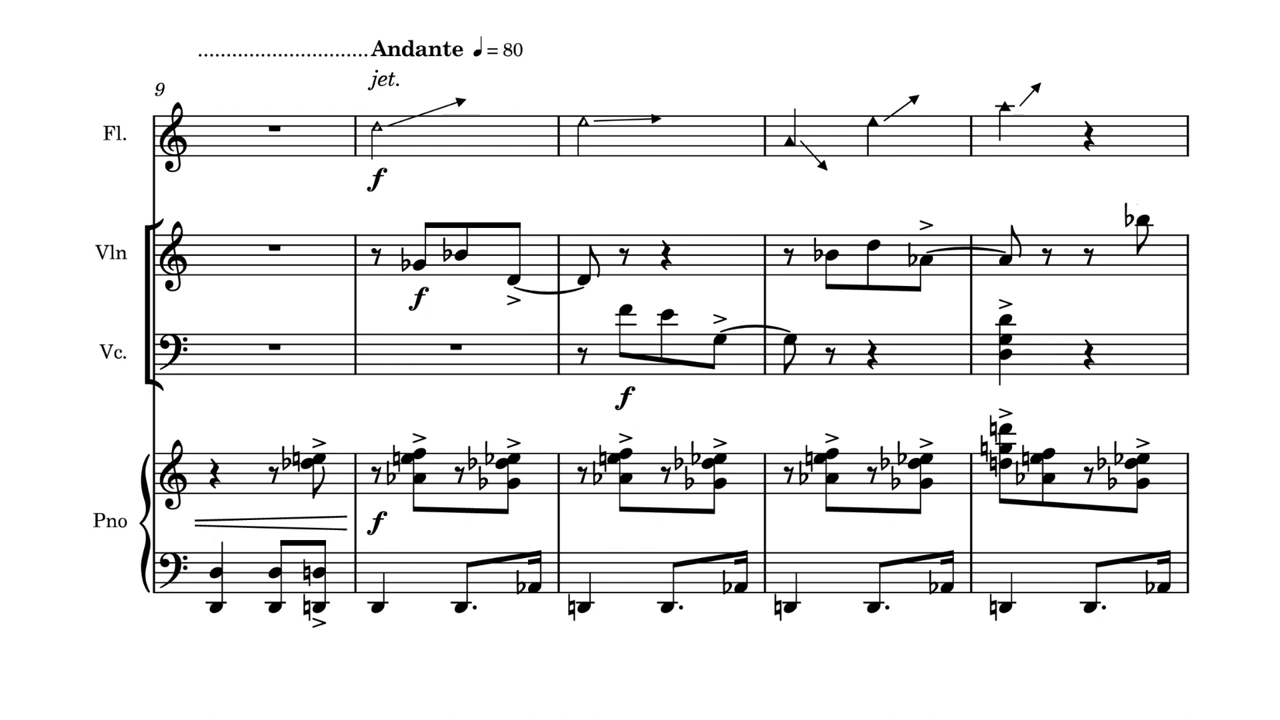 ..............................Andante ♩ = 80
jet.
9
Fl.
f
Vln
f
Vc.
f
Pno
f